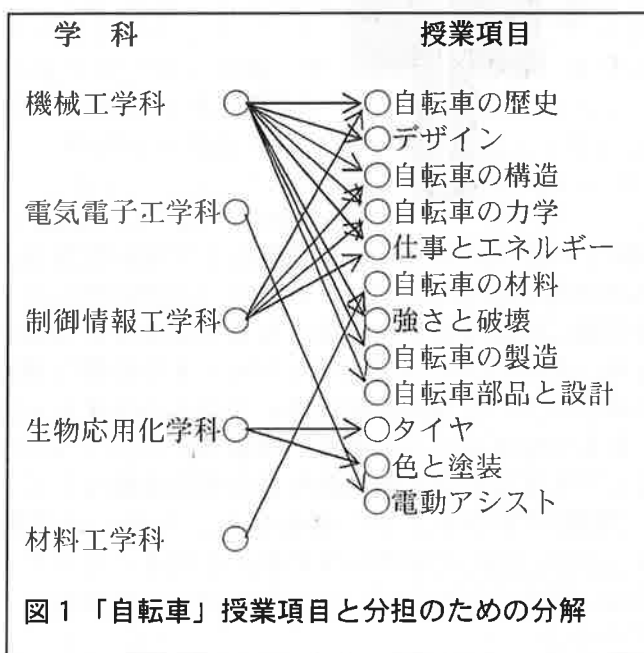 学 科 授業項目
機械工学科 ○ ○自転車の歴史
○デザイン
○自転車の構造
電気電子工学科○ ○自転車の力学
○仕事とエネルギー
○自転車の材料
制御情報工学科○ ○強さと破壊
○自転車の製造
○自転車部品と設計
生物応用化学科○ ○タイヤ
○色と塗装
○電動アシスト
材料工学科 ○
図1 「自転車」授業項目と分担のための分解